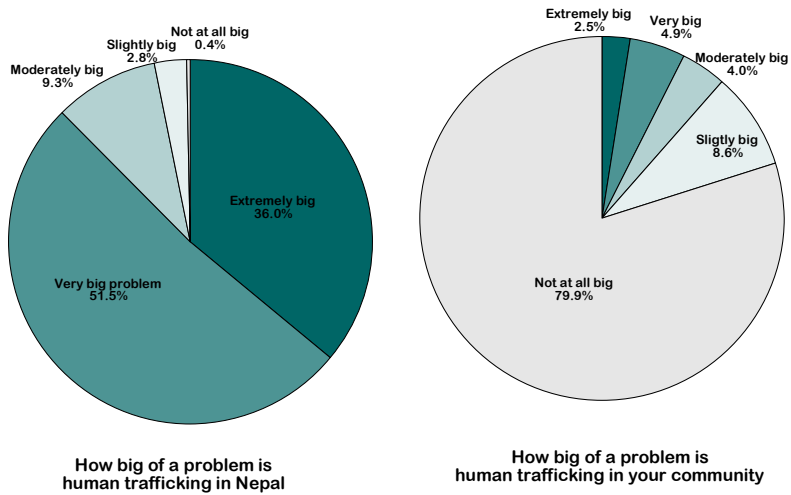 Not at all big
0.4%
Slightly big
2.8%
Moderately big
9.3%
Extremely big
36.0%
Very big problem
51.5%
How big of a problem is
human trafficking in Nepal
Extremely big
2.5%
Very big
4.9%
Moderately big
4.0%
Sligtly big
8.6%
Not at all big
79.9%
How big of a problem is
human trafficking in your community